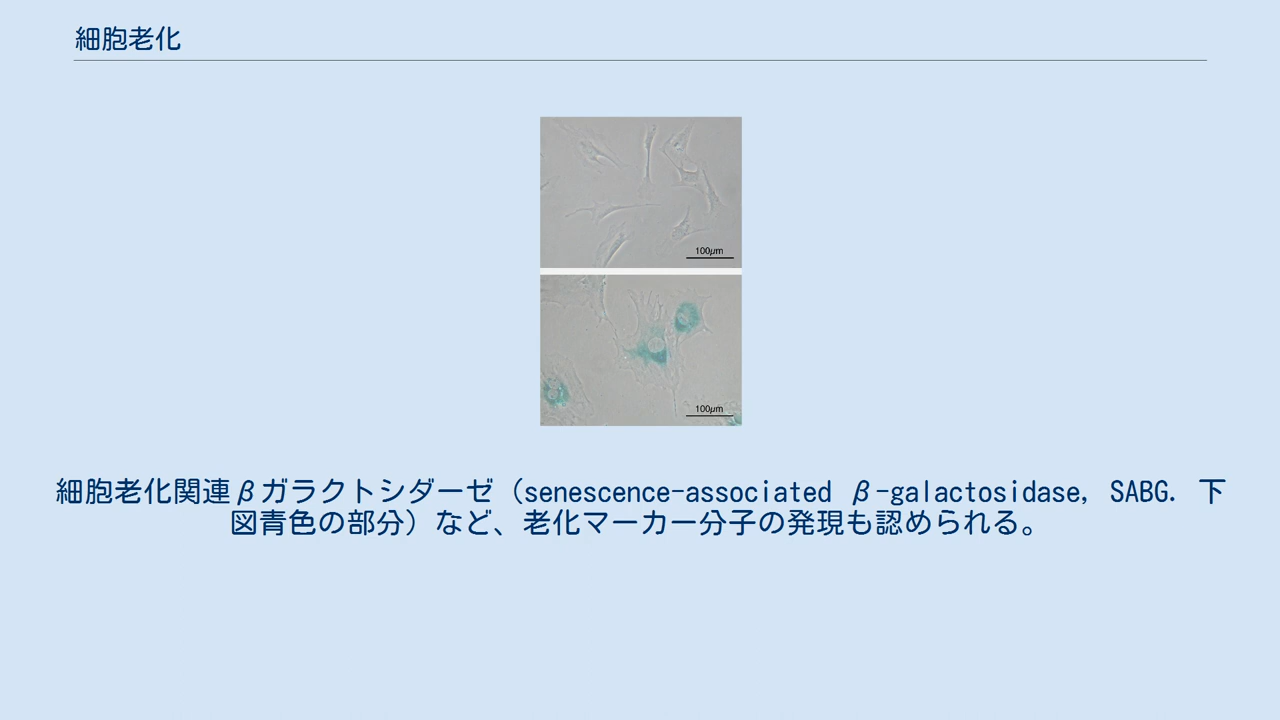 細胞老化
100μm
100μm
細胞老化関連βガラクトシダーゼ（senescence-associated β-galactosidase, SABG. 下
図青色の部分）など、老化マーカー分子の発現も認められる。